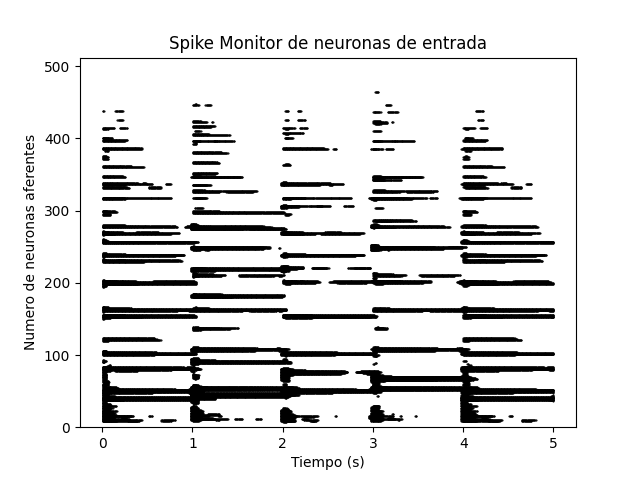 Spike Monitor de neuronas de entrada
500
400
300
200
100
0
Numero de neuronas aferentes
0 1 2 3 4 5
Tiempo (s)